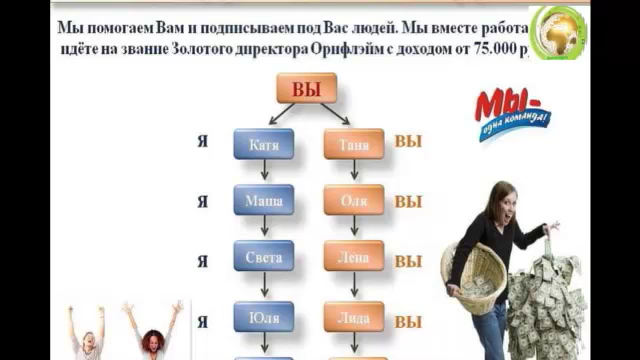 Мы помогаем Вам и подписываем под Вас людей. Мы вместе работа
идёте на звание Золотого директора Орифлэйм с доходом от 75.000 р
ВЫ
МЫ-
одна команда!
Я Катя Таня ВЫ
Я Маша Оля ВЫ
Я Света Лена ВЫ
Я Юля Лида ВЫ